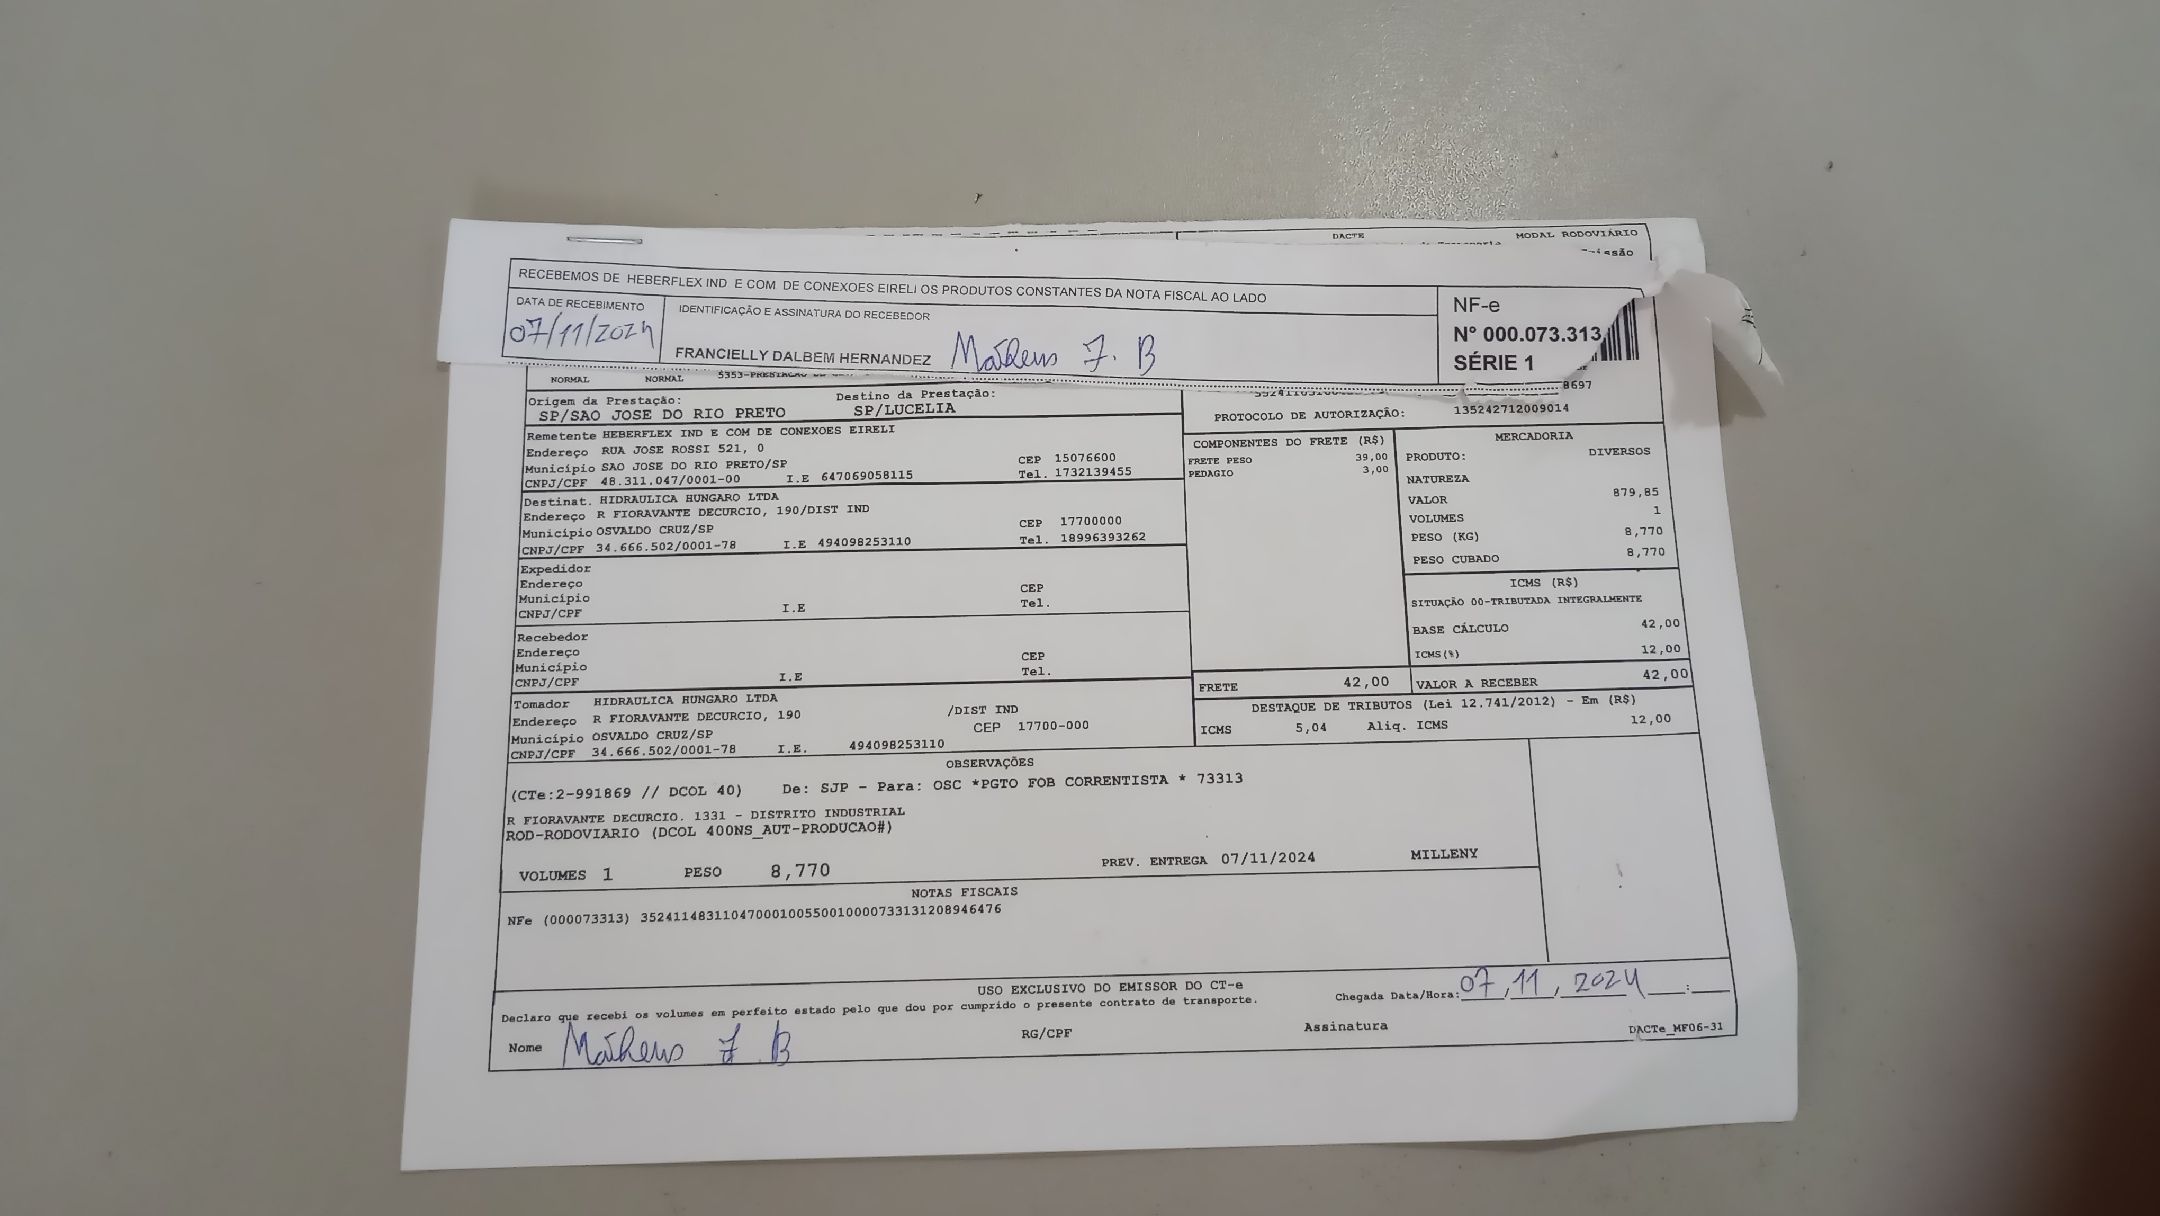 DACTE
MODAL RODOVIÁRIO
RECEBEMOS DE HEBERFLEX IND E COM DE CONEXOES EIRELI OS PRODUTOS CONSTANTES DA NOTA FISCAL AO LADO
DATA DE RECEBIMENTO
07/11/2024
IDENTIFICAÇÃO E ASSINATURA DO RECEBEDOR
FRANCIELLY DALBEM HERNANDEZ Matheus F. B
NF-e
Nº 000.073.313
SÉRIE 1
NORMAL NORMAL
8697
Origem da Prestação: Destino da Prestação:
SP/SAO JOSE DO RIO PRETO SP/LUCELIA
PROTOCOLO DE AUTORIZAÇÃO: 135242712009014
Remetente HEBERFLEX IND E COM DE CONEXOES EIRELI
Endereço RUA JOSE ROSSI 521, 0
Município SAO JOSE DO RIO PRETO/SP CEP 15076600
CNPJ/CPF 48.311.047/0001-00 I.E 647069058115 Tel. 1732139455
Destinat. HIDRAULICA HUNGARO LTDA
Endereço R FIORAVANTE DECURCIO, 190/DIST IND
Município OSVALDO CRUZ/SP CEP 17700000
CNPJ/CPF 34.666.502/0001-78 I.E 494098253110 Tel. 18996393262
Expedidor
Endereço
Município CEP
CNPJ/CPF I.E Tel.
Recebedor
Endereço
Município CEP
CNPJ/CPF I.E Tel.
Tomador HIDRAULICA HUNGARO LTDA
Endereço R FIORAVANTE DECURCIO, 190 /DIST IND
Município OSVALDO CRUZ/SP CEP 17700-000
CNPJ/CPF 34.666.502/0001-78 I.E. 494098253110
COMPONENTES DO FRETE (R$)
FRETE PESO 39,00
PEDAGIO 3,00
MERCADORIA
PRODUTO: DIVERSOS
NATUREZA
VALOR 879,85
VOLUMES 1
PESO (KG) 8,770
PESO CUBADO 8,770
ICMS (R$)
SITUAÇÃO 00-TRIBUTADA INTEGRALMENTE
BASE CÁLCULO 42,00
ICMS(%) 12,00
FRETE 42,00 VALOR A RECEBER 42,00
DESTAQUE DE TRIBUTOS (Lei 12.741/2012) - Em (R$)
ICMS 5,04 Aliq. ICMS 12,00
OBSERVAÇÕES
(CTe:2-991869 // DCOL 40) De: SJP - Para: OSC *PGTO FOB CORRENTISTA * 73313
R FIORAVANTE DECURCIO. 1331 - DISTRITO INDUSTRIAL
ROD-RODOVIARIO (DCOL 400NS_AUT-PRODUCAO#)
VOLUMES 1 PESO 8,770 PREV. ENTREGA 07/11/2024 MILLENY
NOTAS FISCAIS
NFe (000073313) 35241148311047000100550010000733131208946476
USO EXCLUSIVO DO EMISSOR DO CT-e
Declaro que recebi os volumes em perfeito estado pelo que dou por cumprido o presente contrato de transporte.
Chegada Data/Hora: 07,11,2024 __:__
Nome Matheus F B RG/CPF Assinatura DACTe_MF06-31